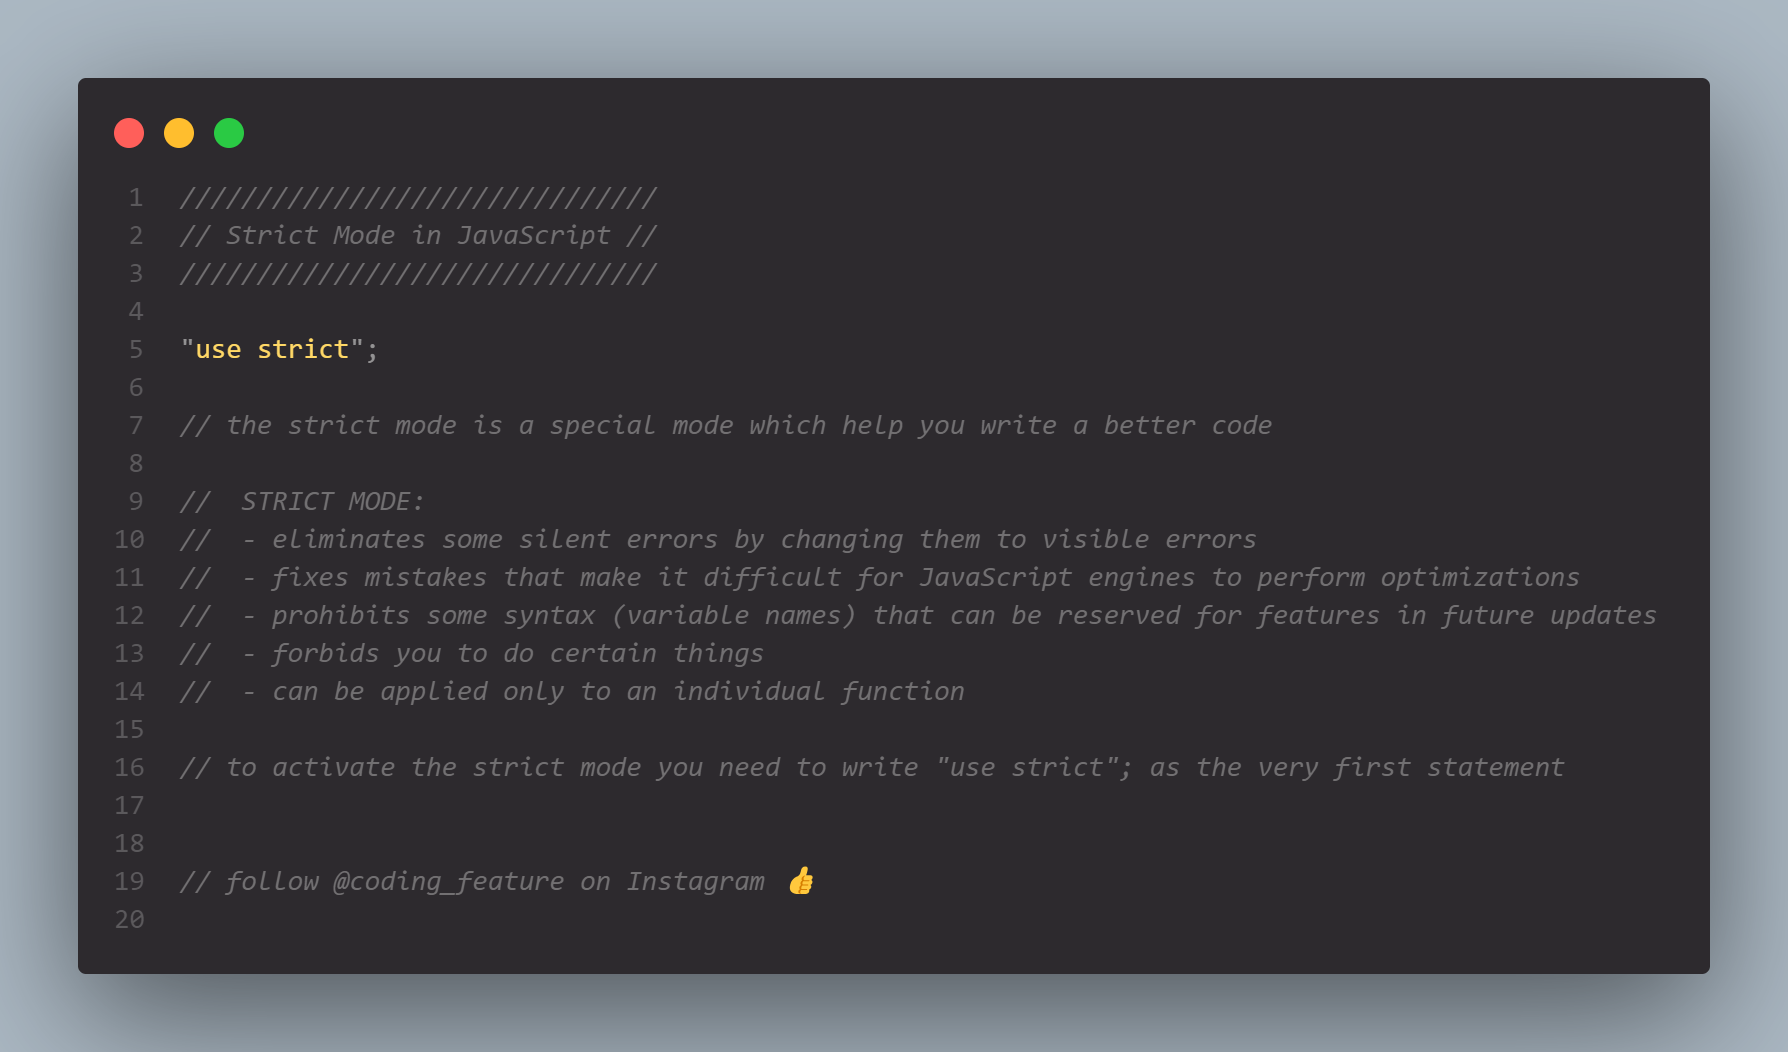 1 ///////////////////////////////
2 // Strict Mode in JavaScript //
3 ///////////////////////////////
4
5 "use strict";
6
7 // the strict mode is a special mode which help you write a better code
8
9 //  STRICT MODE:
10 //  - eliminates some silent errors by changing them to visible errors
11 //  - fixes mistakes that make it difficult for JavaScript engines to perform optimizations
12 //  - prohibits some syntax (variable names) that can be reserved for features in future updates
13 //  - forbids you to do certain things
14 //  - can be applied only to an individual function
15
16 // to activate the strict mode you need to write "use strict"; as the very first statement
17
18
19 // follow @coding_feature on Instagram 👍
20